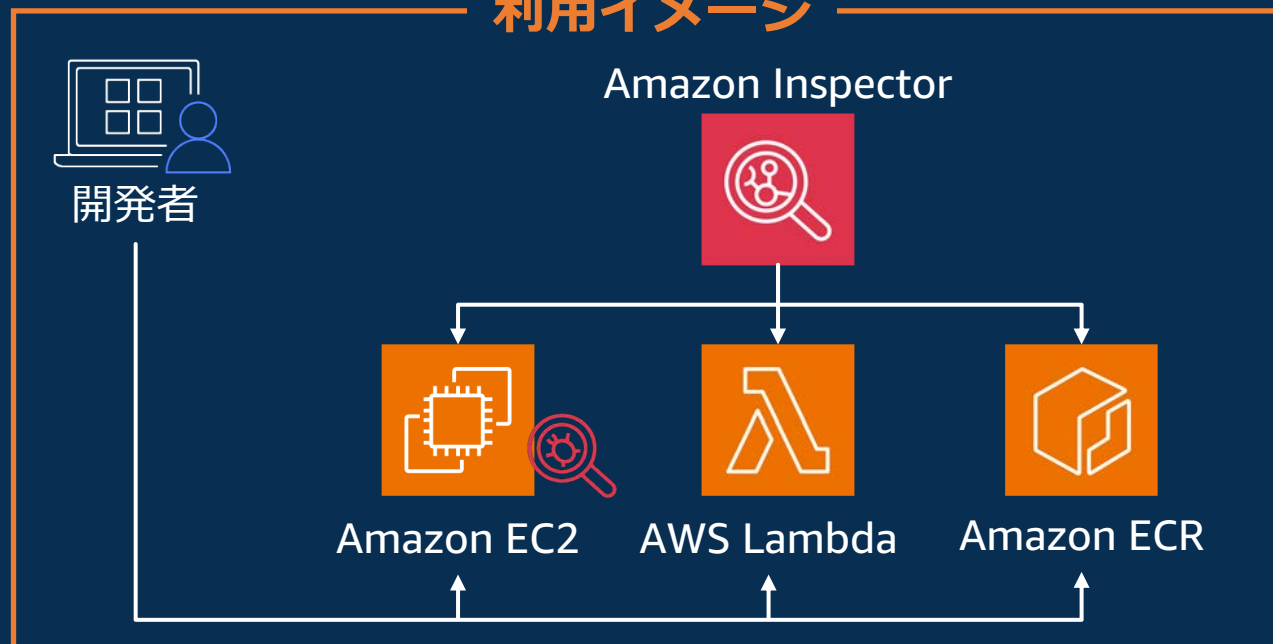 利用イメージ
Amazon Inspector
開発者
Amazon EC2
AWS Lambda
Amazon ECR